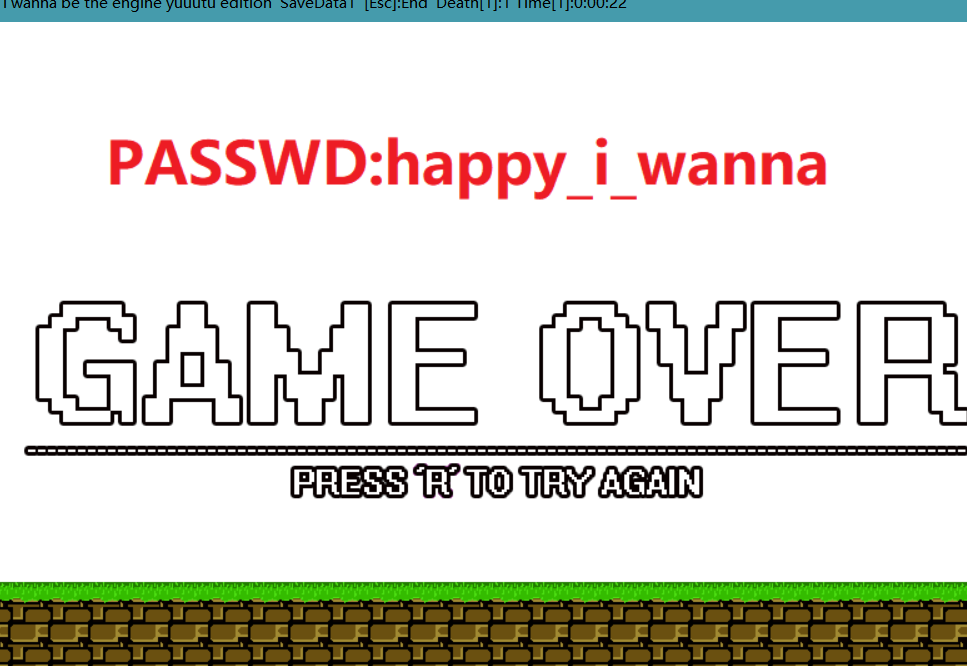 I wanna be the engine yuuutu edition SaveData1 [Esc]:End Death[1]:1 Time[1]:0:00:22
PASSWD:happy_i_wanna
GAME OVER
PRESS 'R' TO TRY AGAIN